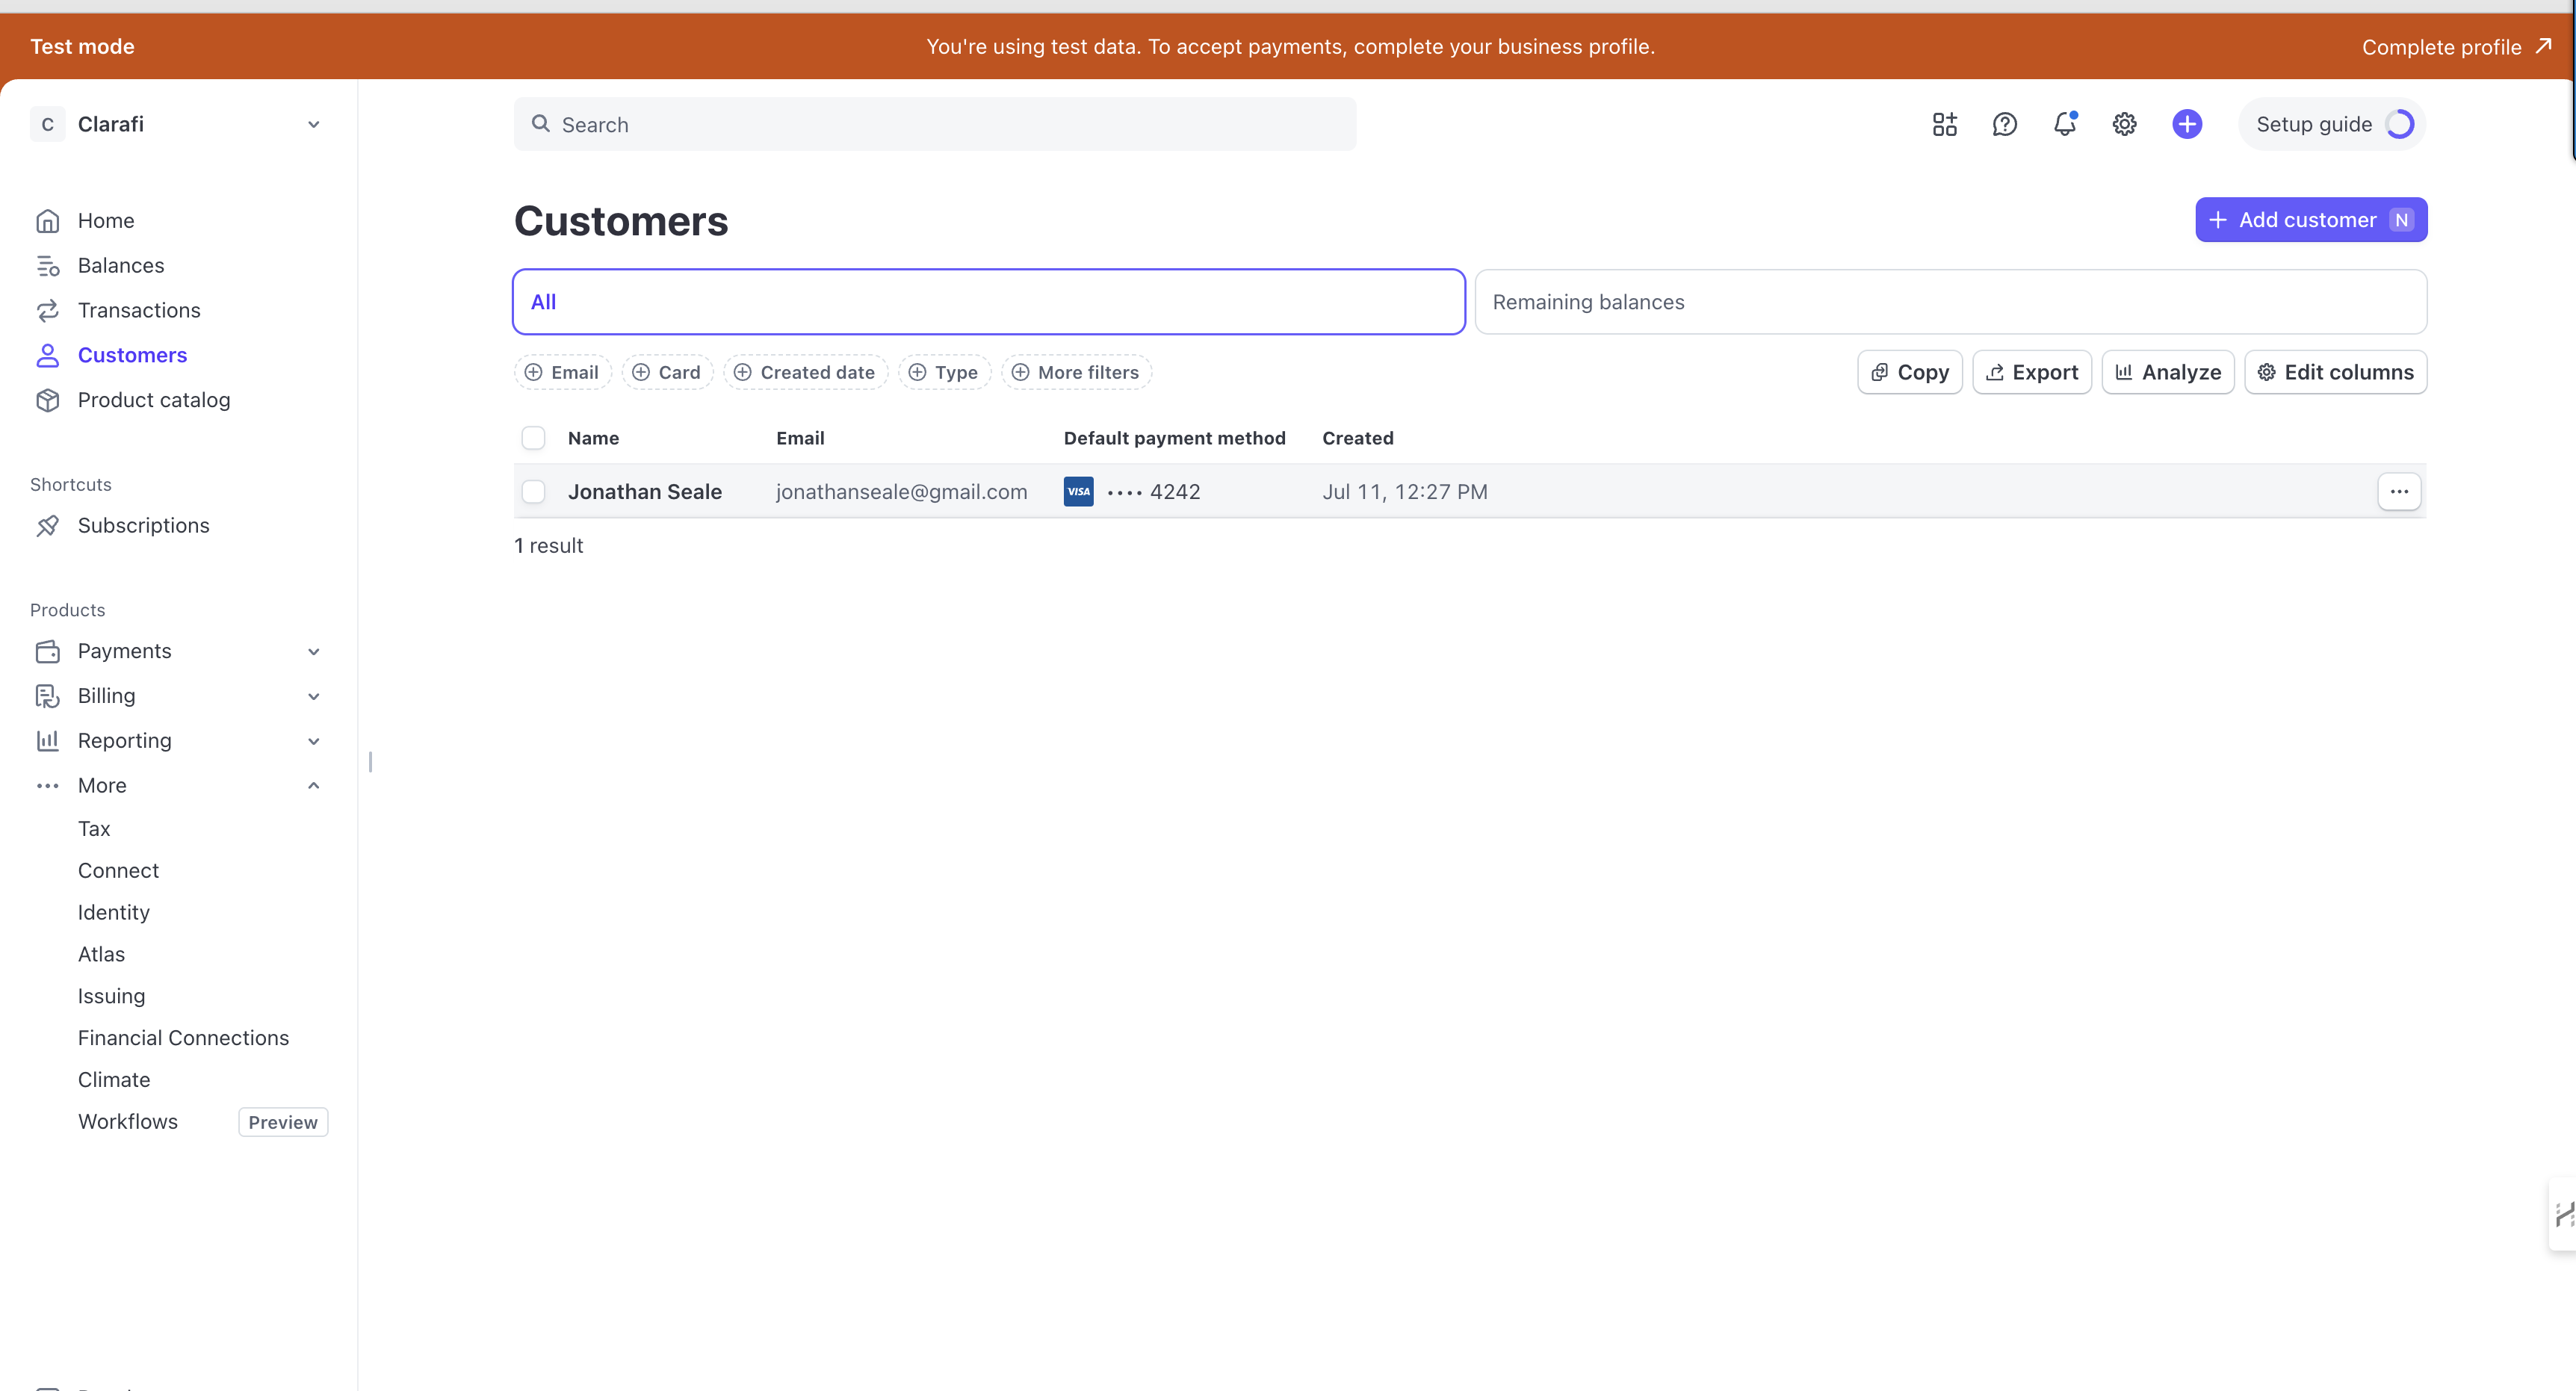 Test mode
You're using test data. To accept payments, complete your business profile.
Complete profile
C
Clarafi
Search
Setup guide
Home
Balances
Transactions
Customers
Product catalog
Shortcuts
Subscriptions
Products
Payments
Billing
Reporting
More
Tax
Connect
Identity
Atlas
Issuing
Financial Connections
Climate
Workflows Preview
Customers
Add customer N
All
Remaining balances
Email Card Created date Type More filters
Copy Export Analyze Edit columns
Name Email Default payment method Created
Jonathan Seale jonathanseale@gmail.com VISA •••• 4242 Jul 11, 12:27 PM
1 result